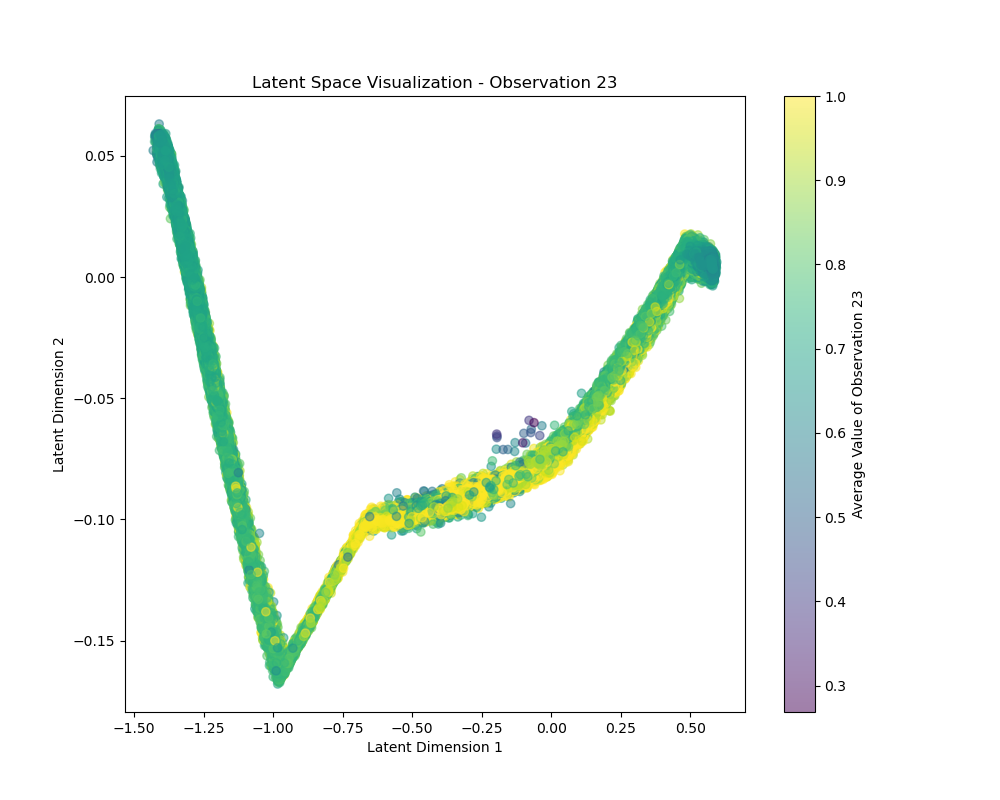 Latent Space Visualization - Observation 23
Latent Dimension 2
0.05
0.00
−0.05
−0.10
−0.15
−1.50 −1.25 −1.00 −0.75 −0.50 −0.25 0.00 0.25 0.50
Latent Dimension 1
1.0
0.9
0.8
0.7
0.6
0.5
0.4
0.3
Average Value of Observation 23